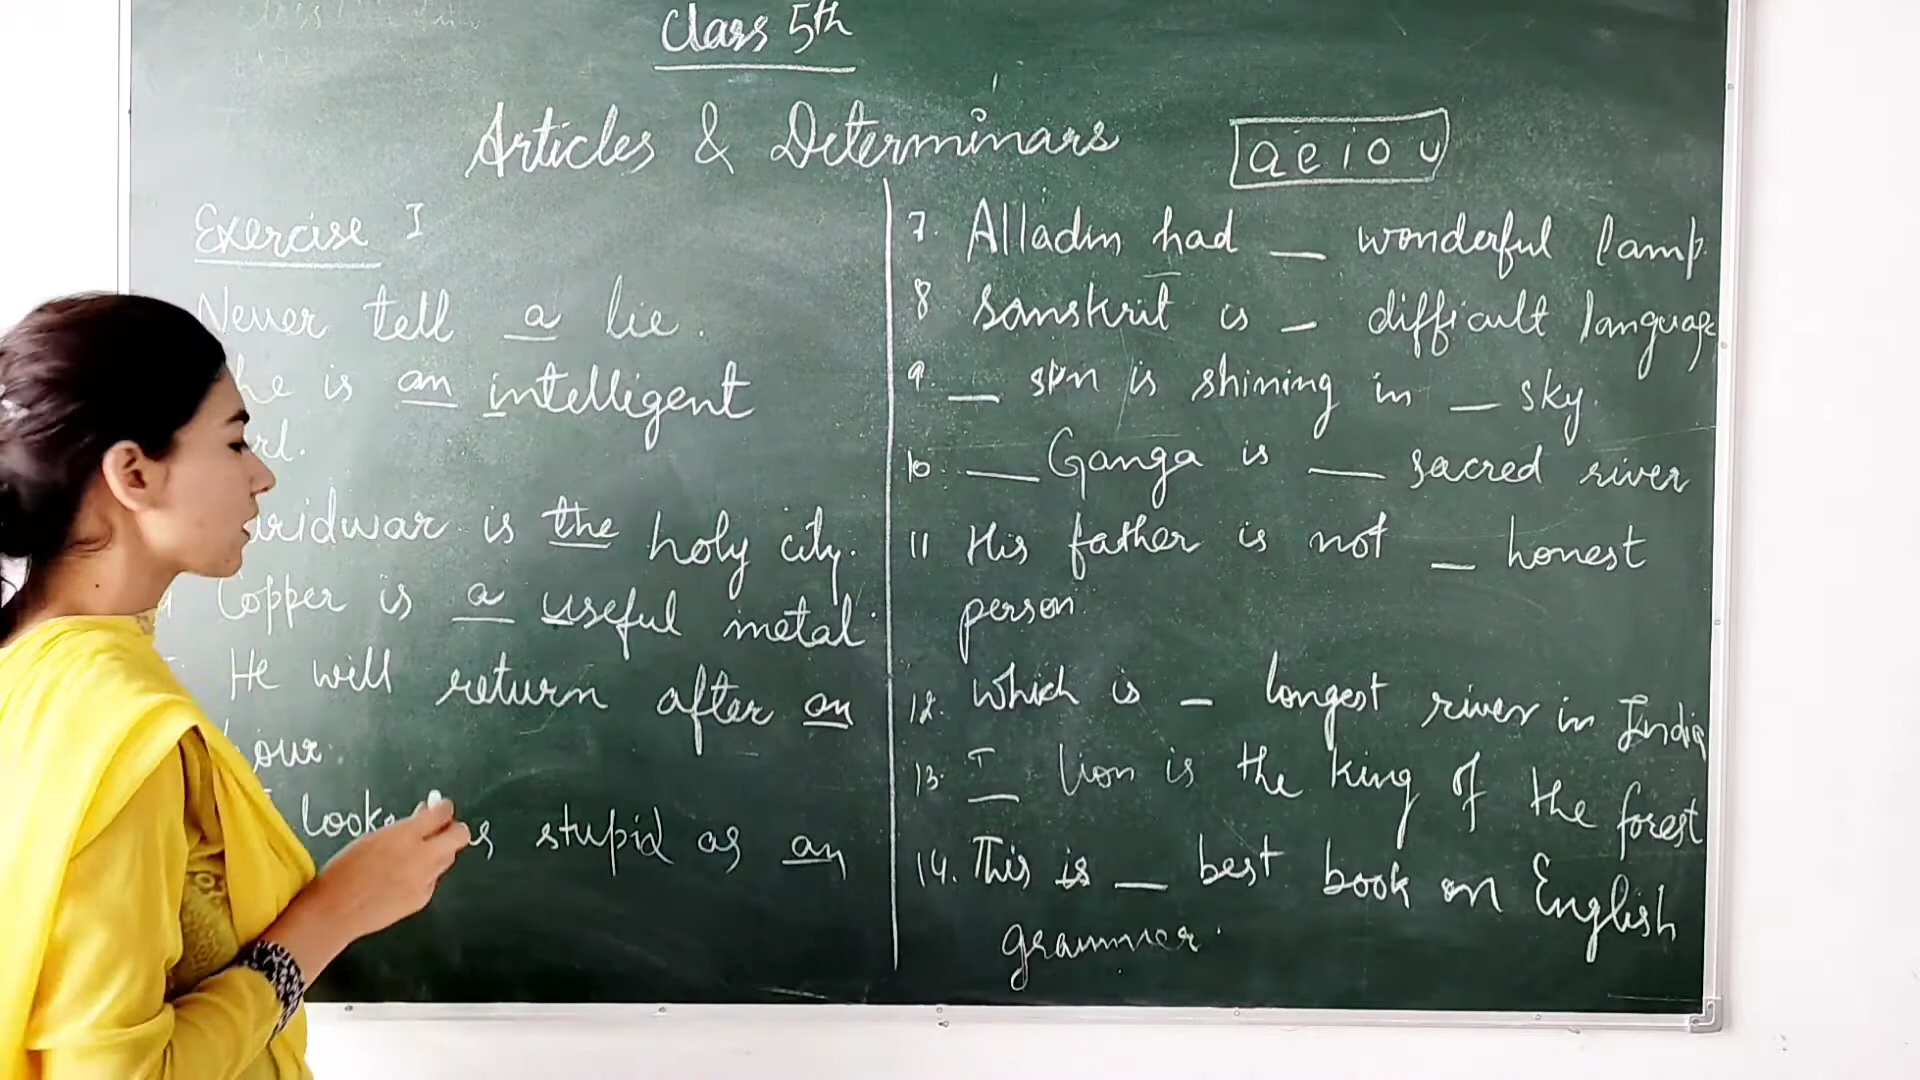 Class 5th
Articles & Determinars
a e i o u
Exercise I
Never tell a lie.
he is an intelligent
rl.
aridwar is the holy city.
Copper is a useful metal.
He will return after an
hour.
looks as stupid as an
7. Alladin had __ wonderful lamp.
8 Sanskrit is _ difficult language
9. __ sun is shining in __ sky.
10 __ Ganga is __ sacred river
11 His father is not __ honest
person.
12. Which is _ longest river in India
13. __ lion is the king of the forest
14. This is __ best book on English
grammer.